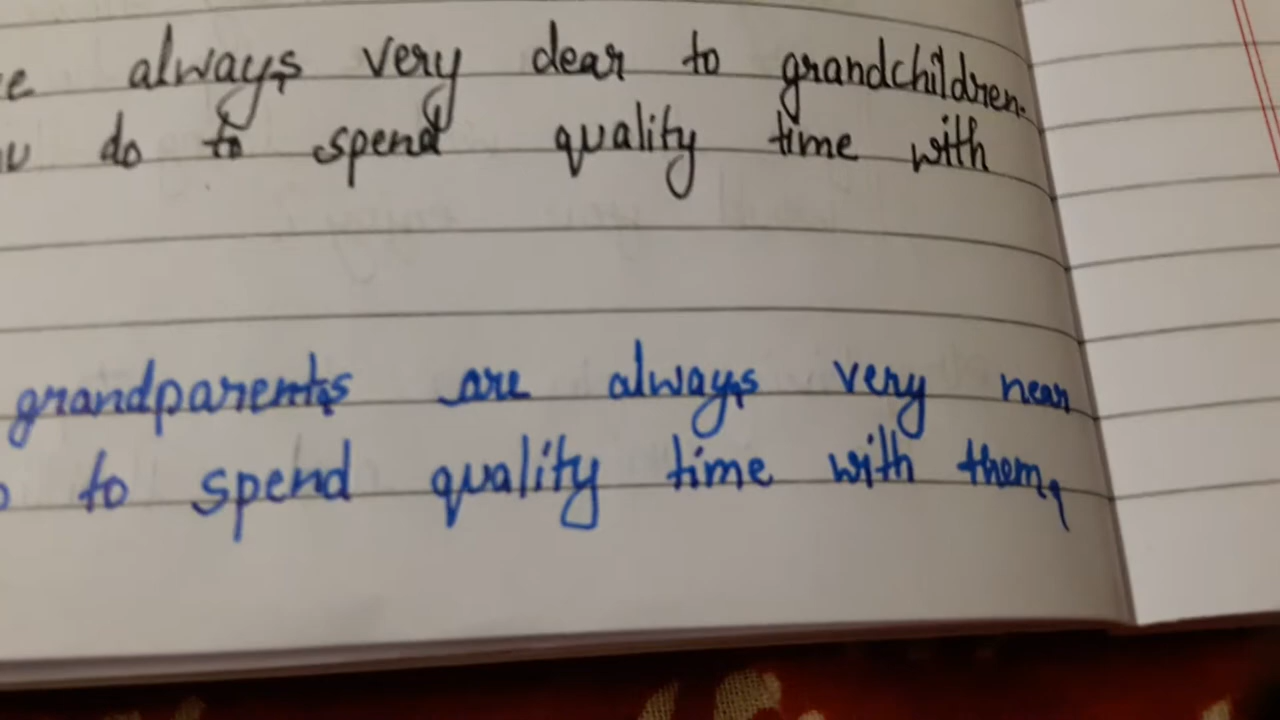 e always very dear to grandchildren.
u do to spend quality time with
grandparents are always very near
o to spend quality time with them,